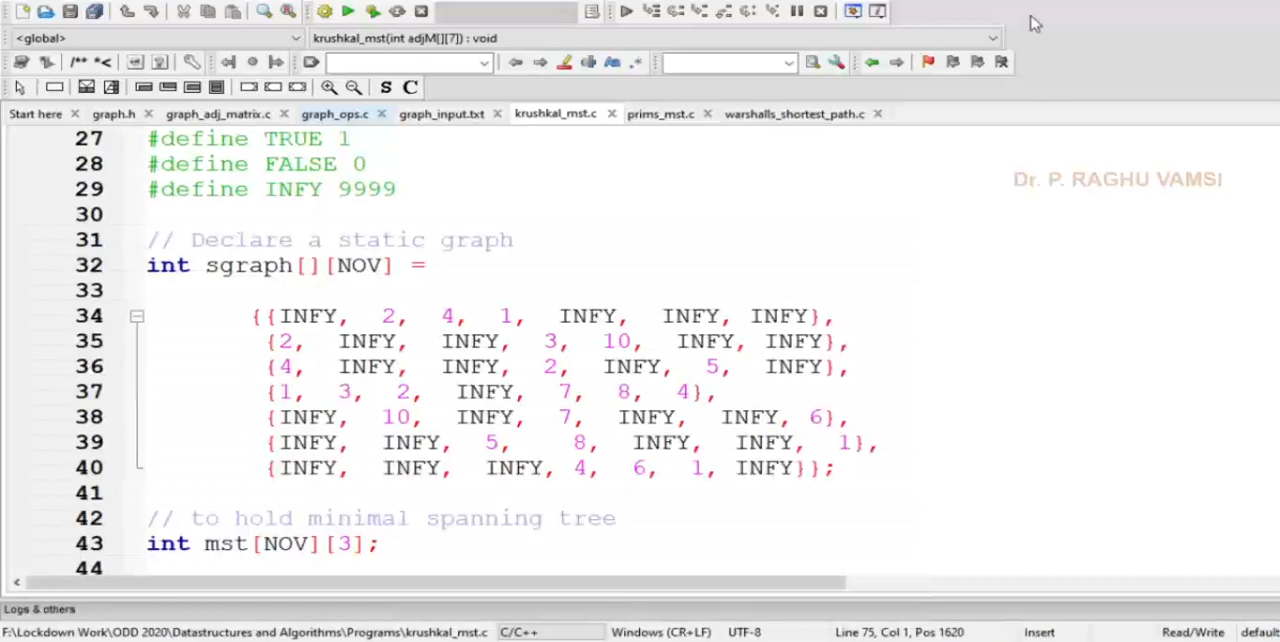 <global>
krushkal_mst(int adjM[][7]) : void
/** *<
S C
Start here graph.h graph_adj_matrix.c graph_ops.c graph_input.txt krushkal_mst.c prims_mst.c warshalls_shortest_path.c
27 #define TRUE 1
28 #define FALSE 0
29 #define INFY 9999
Dr. P. RAGHU VAMSI
30
31 // Declare a static graph
32 int sgraph[][NOV] =
33
34 {{INFY, 2, 4, 1, INFY, INFY, INFY},
35 {2, INFY, INFY, 3, 10, INFY, INFY},
36 {4, INFY, INFY, 2, INFY, 5, INFY},
37 {1, 3, 2, INFY, 7, 8, 4},
38 {INFY, 10, INFY, 7, INFY, INFY, 6},
39 {INFY, INFY, 5, 8, INFY, INFY, 1},
40 {INFY, INFY, INFY, 4, 6, 1, INFY}};
41
42 // to hold minimal spanning tree
43 int mst[NOV][3];
44
Logs & others
F:\Lockdown Work\ODD 2020\Datastructures and Algorithms\Programs\krushkal_mst.c C/C++ Windows (CR+LF) UTF-8 Line 75, Col 1, Pos 1620 Insert Read/Write default